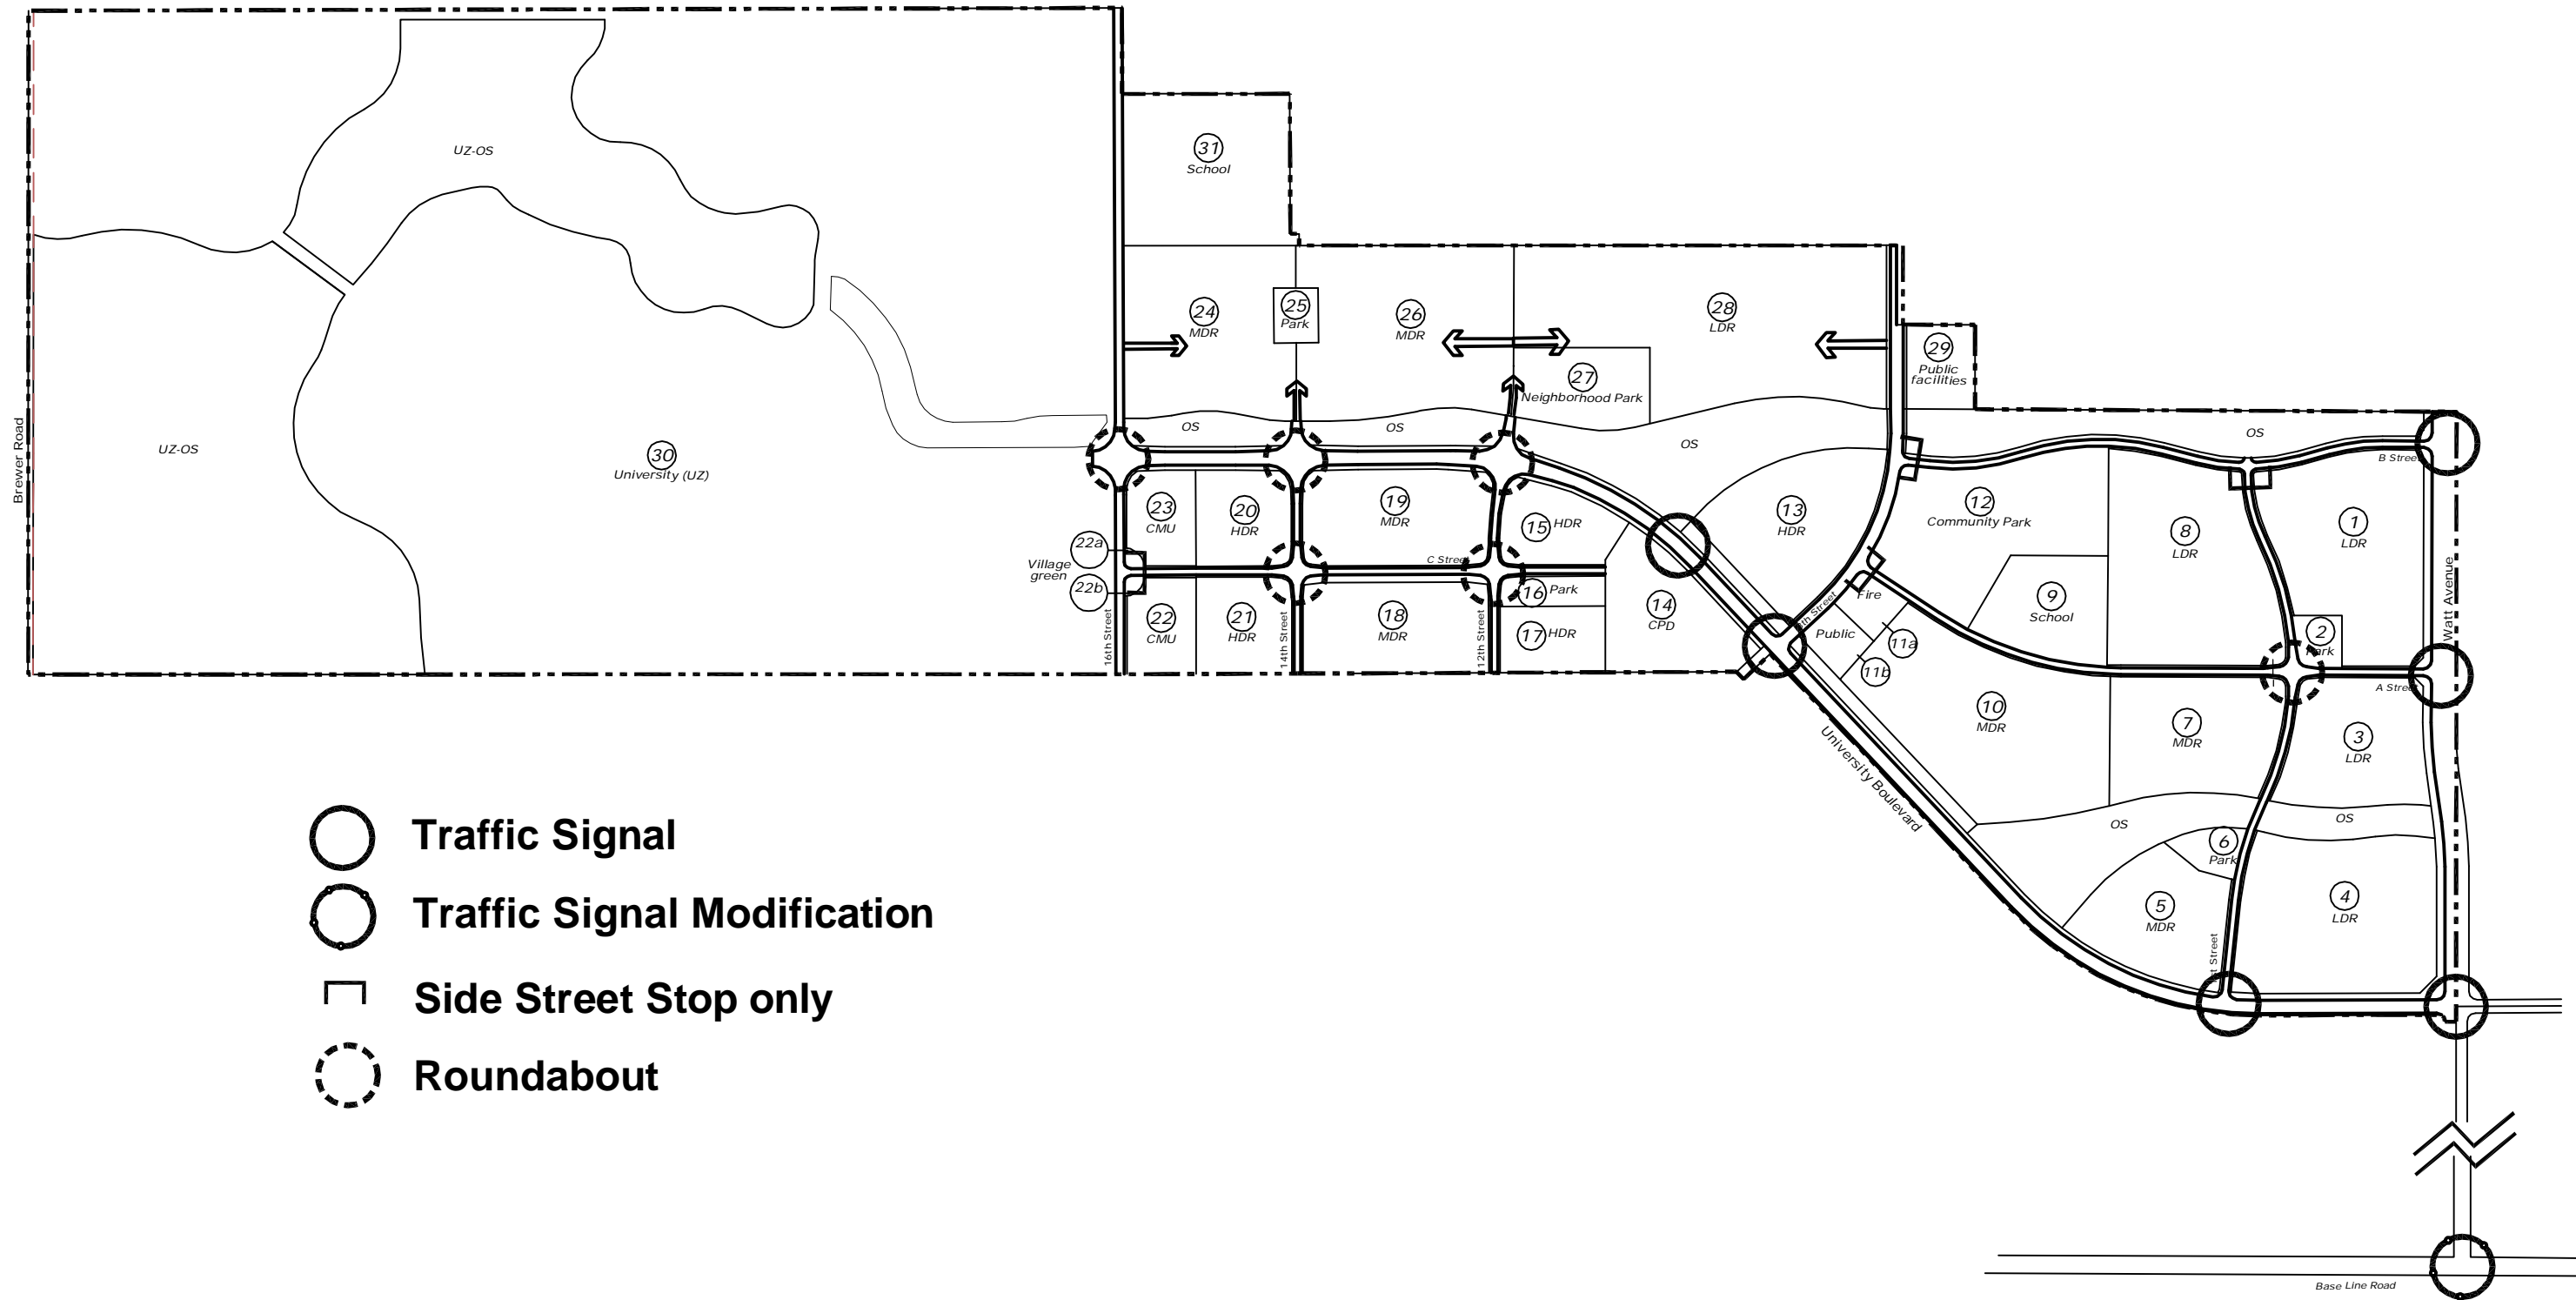 UZ-OS
31
School
24
MDR
25
Park
26
MDR
28
LDR
29
Public
facilities
27
Neighborhood Park
Brewer Road
UZ-OS
30
University (UZ)
OS
OS
OS
OS
B Street
23
CMU
20
HDR
19
MDR
15 HDR
13
HDR
12
Community Park
8
LDR
1
LDR
22a
Village
green
22b
C Street
16 Park
14
CPD
Fire
9
School
Watt Avenue
22
CMU
21
HDR
18
MDR
17 HDR
16th Street
14th Street
12th Street
Public
11a
11b
2
Park
A Street
10
MDR
7
MDR
3
LDR
University Boulevard
OS
OS
6
Park
5
MDR
4
LDR
Street
Traffic Signal
Traffic Signal Modification
Side Street Stop only
Roundabout
Base Line Road